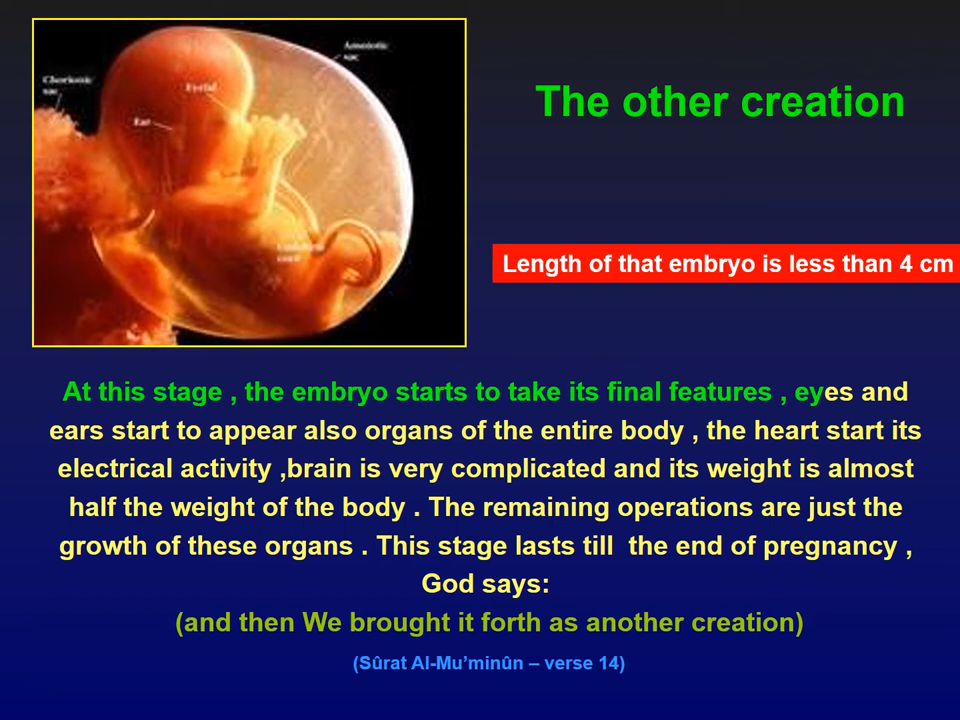 Chorionic
sac
Amniotic
sac
Eyelid
Ear
Umbilical
cord
The other creation
Length of that embryo is less than 4 cm
At this stage , the embryo starts to take its final features , eyes and
ears start to appear also organs of the entire body , the heart start its
electrical activity ,brain is very complicated and its weight is almost
half the weight of the body . The remaining operations are just the
growth of these organs . This stage lasts till  the end of pregnancy ,
God says:
(and then We brought it forth as another creation)
(Sûrat Al-Mu’minûn – verse 14)